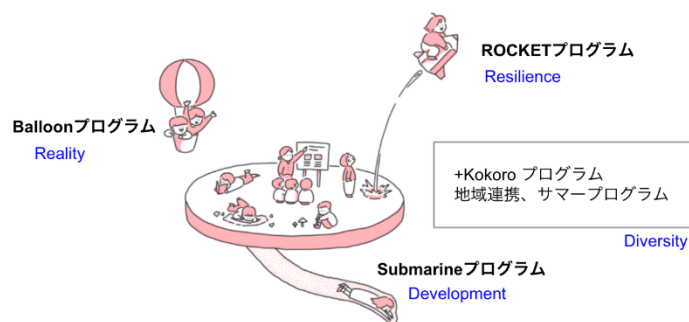 ROCKETプログラム
Resilience
Balloonプログラム
Reality
+Kokoro プログラム
地域連携、サマープログラム
Diversity
Submarineプログラム
Development